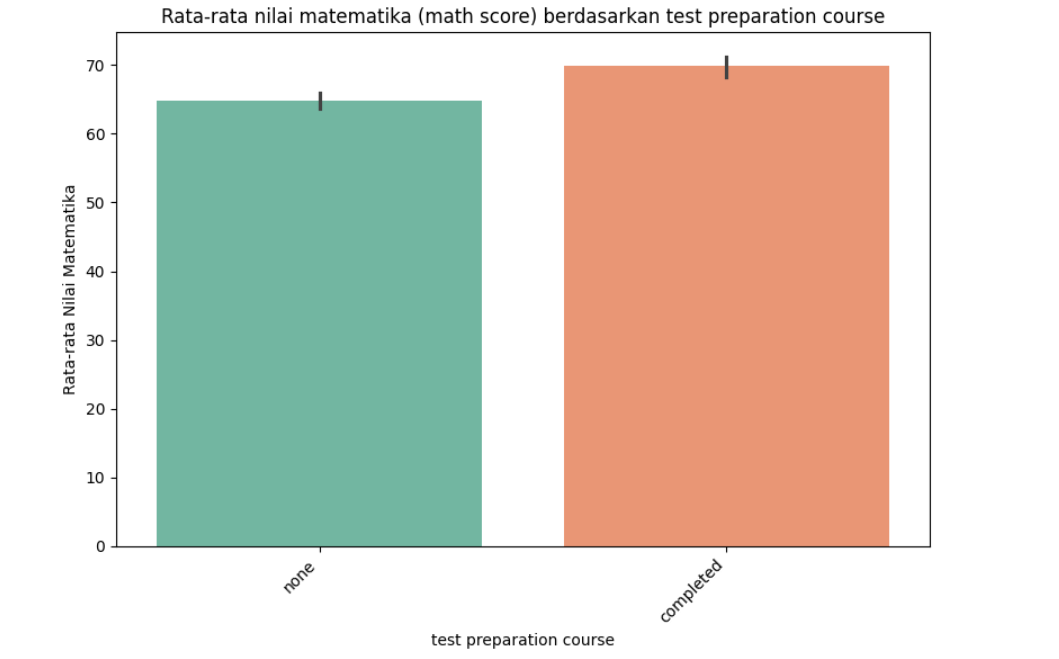 Rata-rata nilai matematika (math score) berdasarkan test preparation course
Rata-rata Nilai Matematika
70
60
50
40
30
20
10
0
none
completed
test preparation course